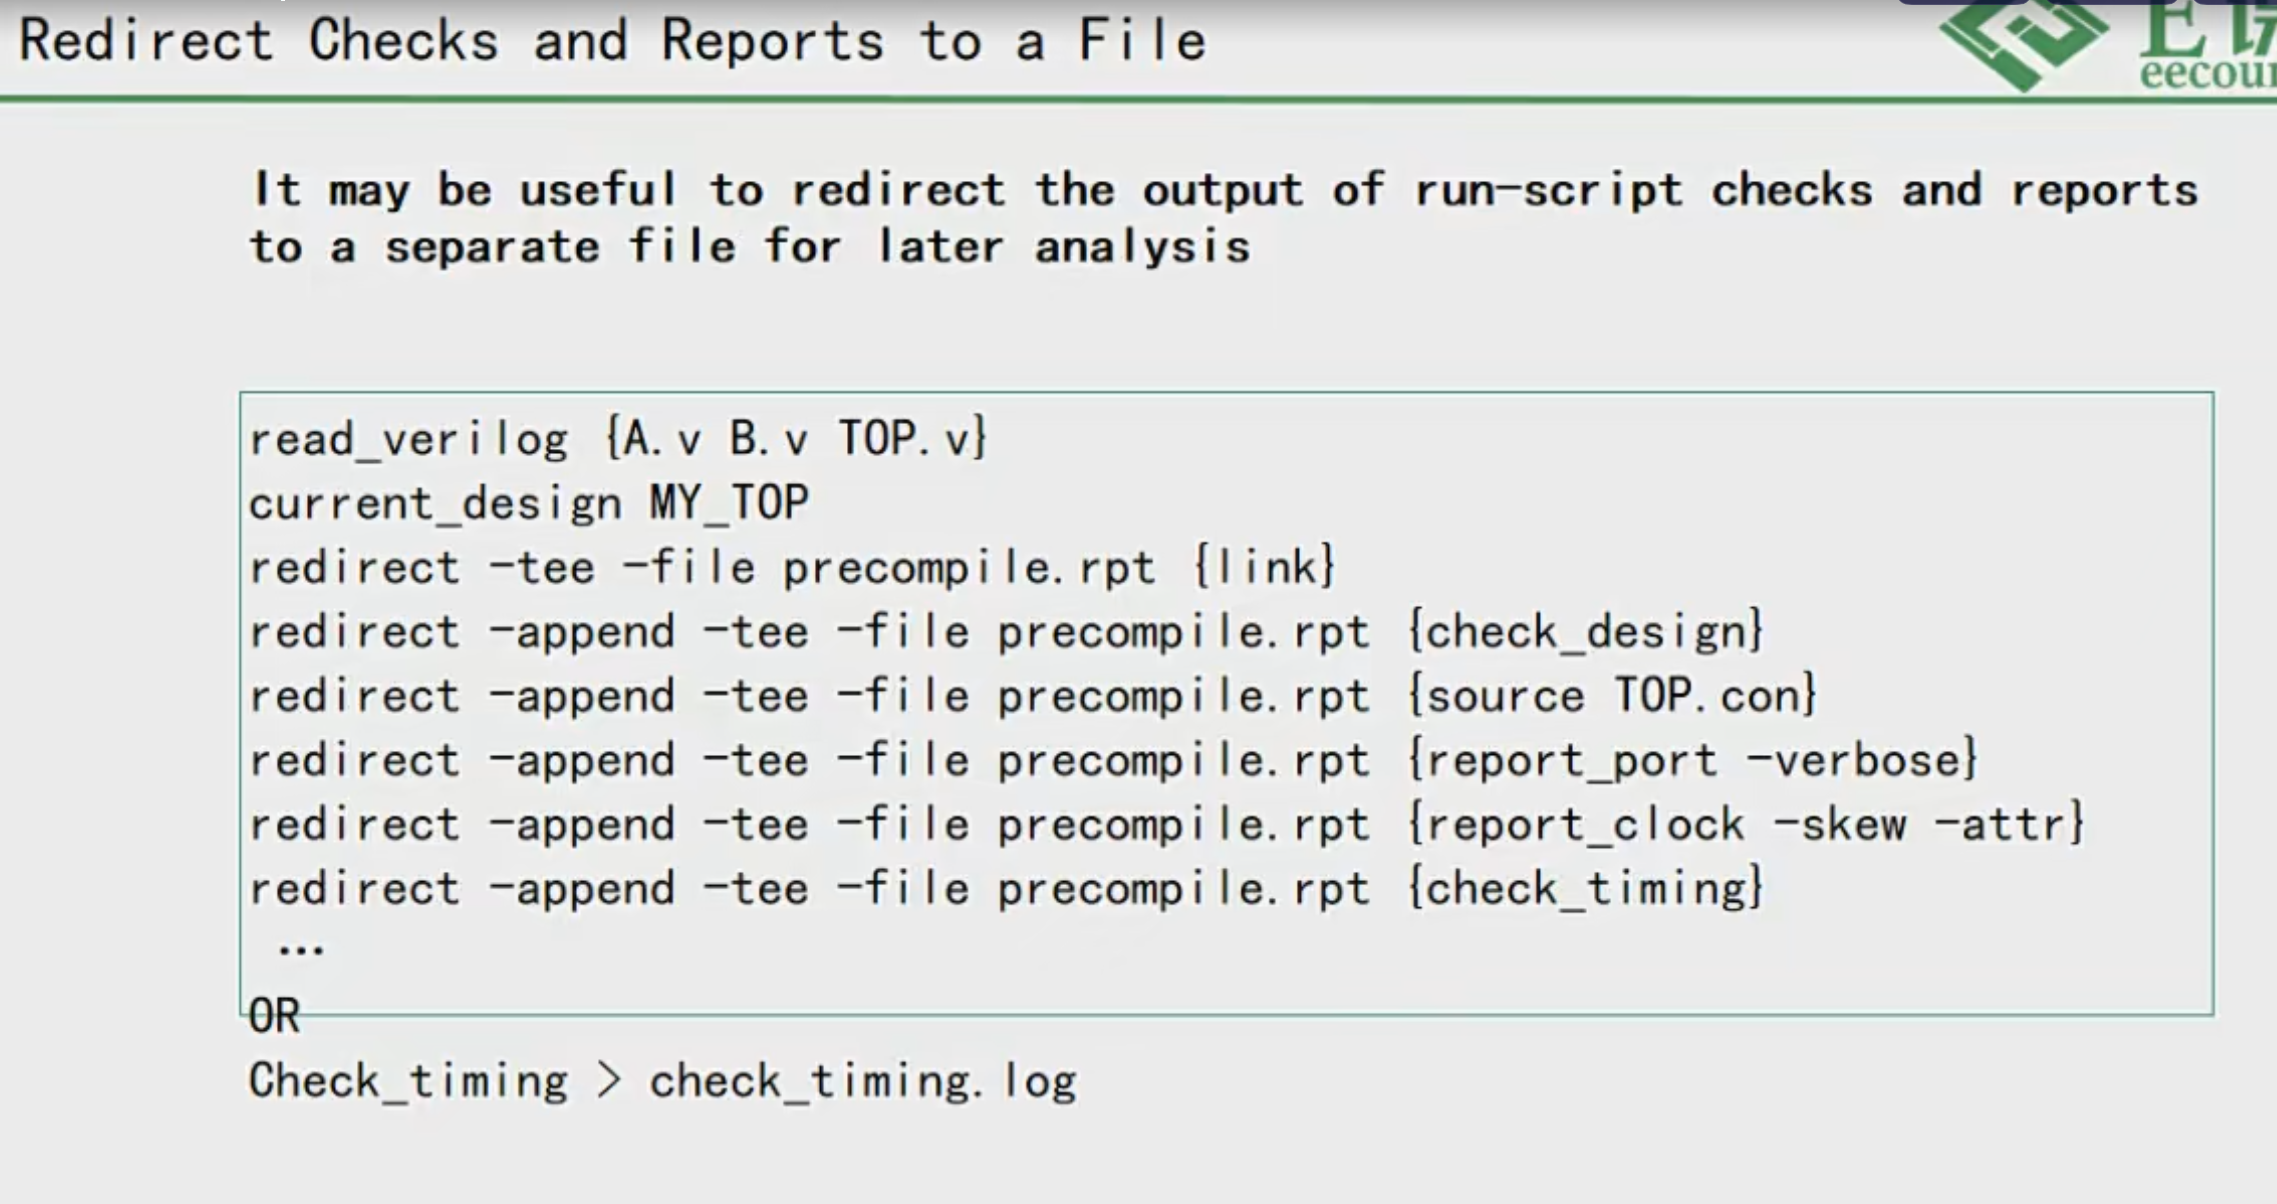 Redirect Checks and Reports to a File
It may be useful to redirect the output of run-script checks and reports
to a separate file for later analysis
read_verilog {A.v B.v TOP.v}
current_design MY_TOP
redirect -tee -file precompile.rpt {link}
redirect -append -tee -file precompile.rpt {check_design}
redirect -append -tee -file precompile.rpt {source TOP.con}
redirect -append -tee -file precompile.rpt {report_port -verbose}
redirect -append -tee -file precompile.rpt {report_clock -skew -attr}
redirect -append -tee -file precompile.rpt {check_timing}
...
OR
Check_timing > check_timing.log